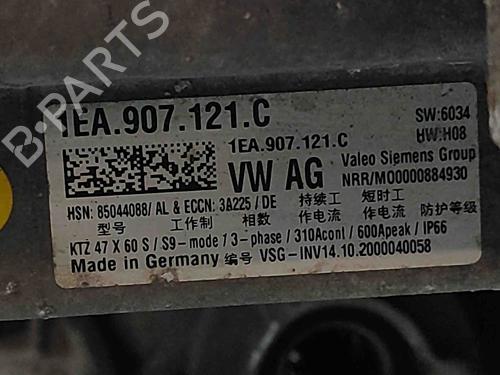 B-PARTS
1EA.907.121.C
SW:6034
1EA.907.121.C
HW:H08
VW AG
Valeo Siemens Group
NRR/M00000884930
HSN: 85044088/ AL & ECCN: 3A225 / DE
持续工 短时工
型号 工作制 相数 作电流 作电流 防护等级
KTZ 47 X 60 S / S9-mode / 3-phase / 310Acont / 600Apeak / IP66
Made in Germany 编号 VSG-INV14.10.2000040058